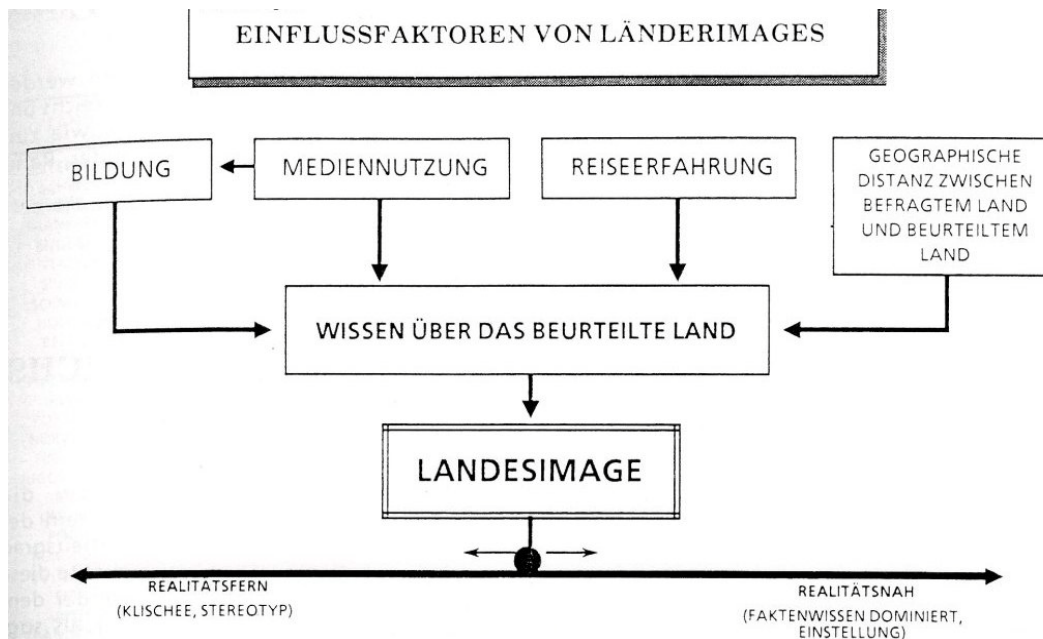 EINFLUSSFAKTOREN VON LÄNDERIMAGES
BILDUNG
MEDIENNUTZUNG
REISEERFAHRUNG
GEOGRAPHISCHE
DISTANZ ZWISCHEN
BEFRAGTEM LAND
UND BEURTEILTEM
LAND
WISSEN ÜBER DAS BEURTEILTE LAND
LANDESIMAGE
REALITÄTSFERN
(KLISCHEE, STEREOTYP)
REALITÄTSNAH
(FAKTENWISSEN DOMINIERT,
EINSTELLUNG)